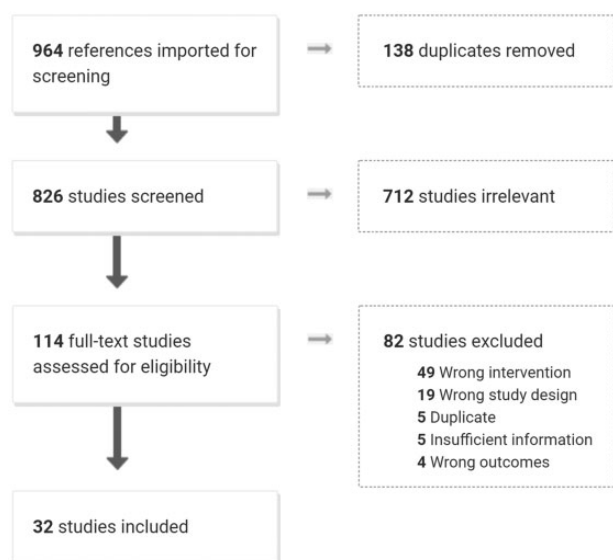 964 references imported for
screening
138 duplicates removed
826 studies screened
712 studies irrelevant
114 full-text studies
assessed for eligibility
82 studies excluded
49 Wrong intervention
19 Wrong study design
5 Duplicate
5 Insufficient information
4 Wrong outcomes
32 studies included